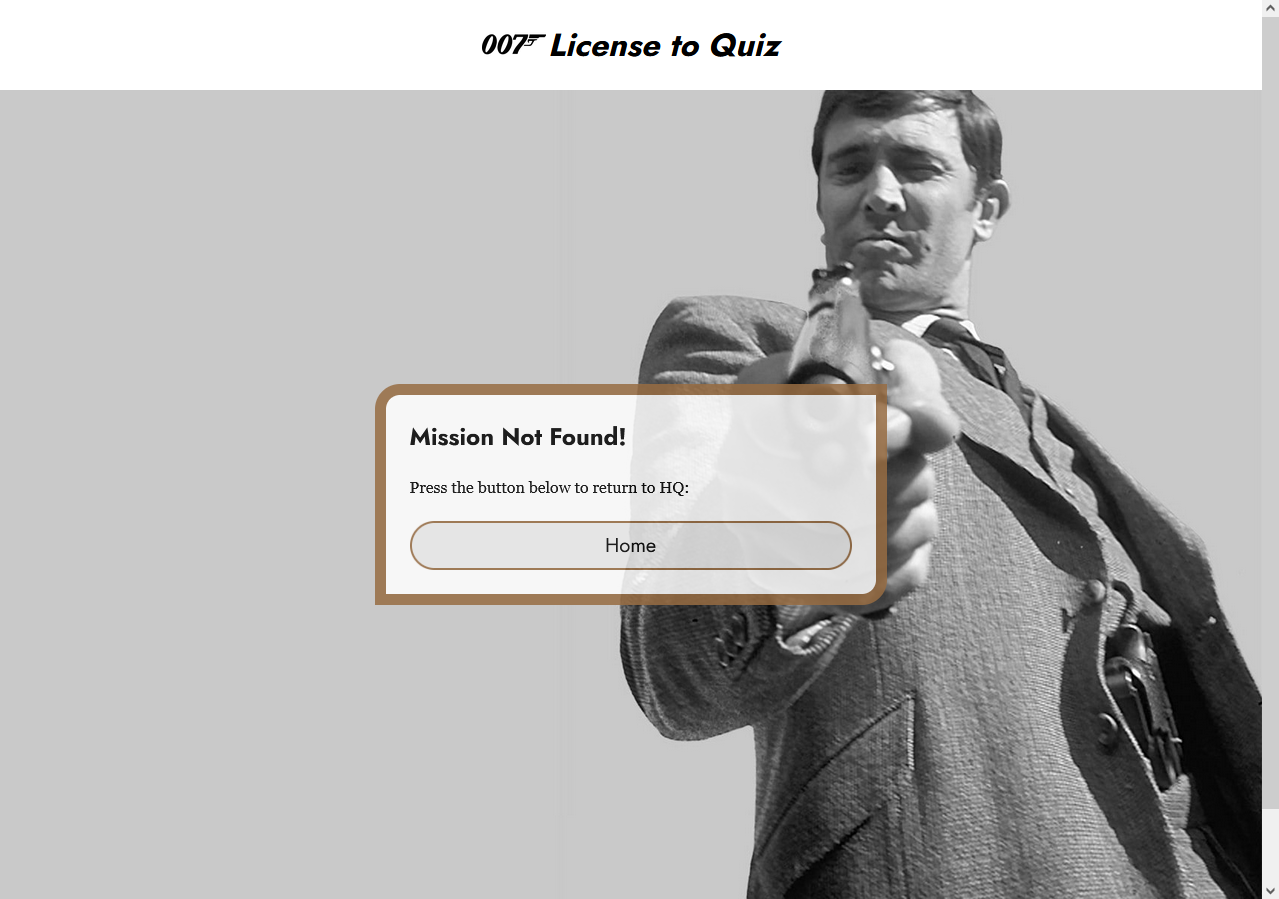 007 License to Quiz
Mission Not Found!
Press the button below to return to HQ:
Home